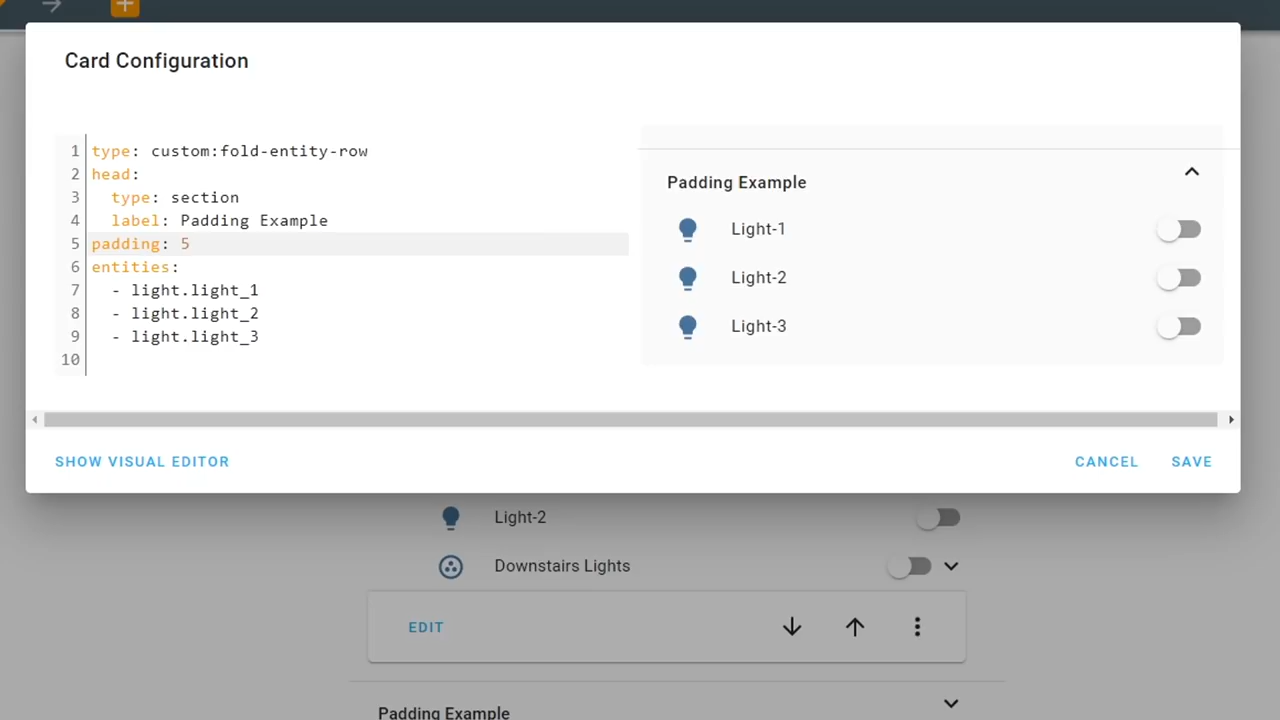 Card Configuration
1 type: custom:fold-entity-row
2 head:
3   type: section
4   label: Padding Example
5 padding: 5
6 entities:
7   - light.light_1
8   - light.light_2
9   - light.light_3
10
Padding Example
Light-1
Light-2
Light-3
SHOW VISUAL EDITOR
CANCEL
SAVE
Light-2
Downstairs Lights
EDIT
Padding Example